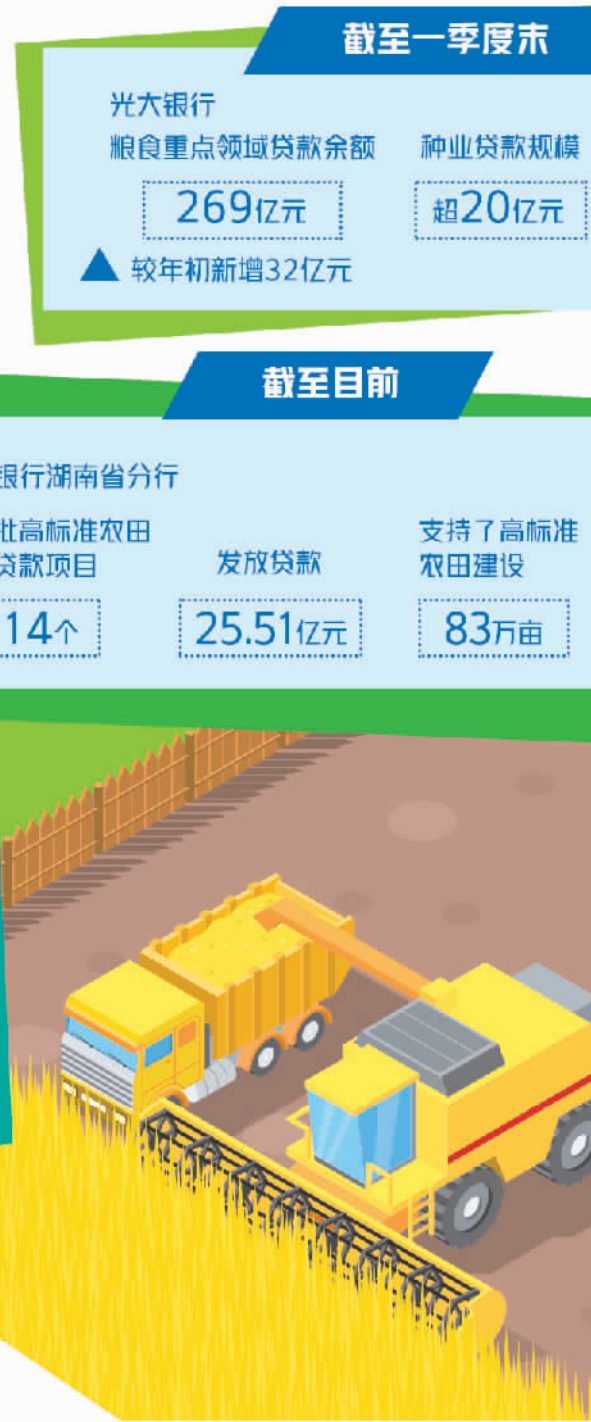 截至一季度末
光大银行
粮食重点领域贷款余额 种业贷款规模
269亿元 超20亿元
▲ 较年初新增32亿元
截至目前
银行湖南省分行
批高标准农田
贷款项目
发放贷款
支持了高标准
农田建设
14个 25.51亿元 83万亩